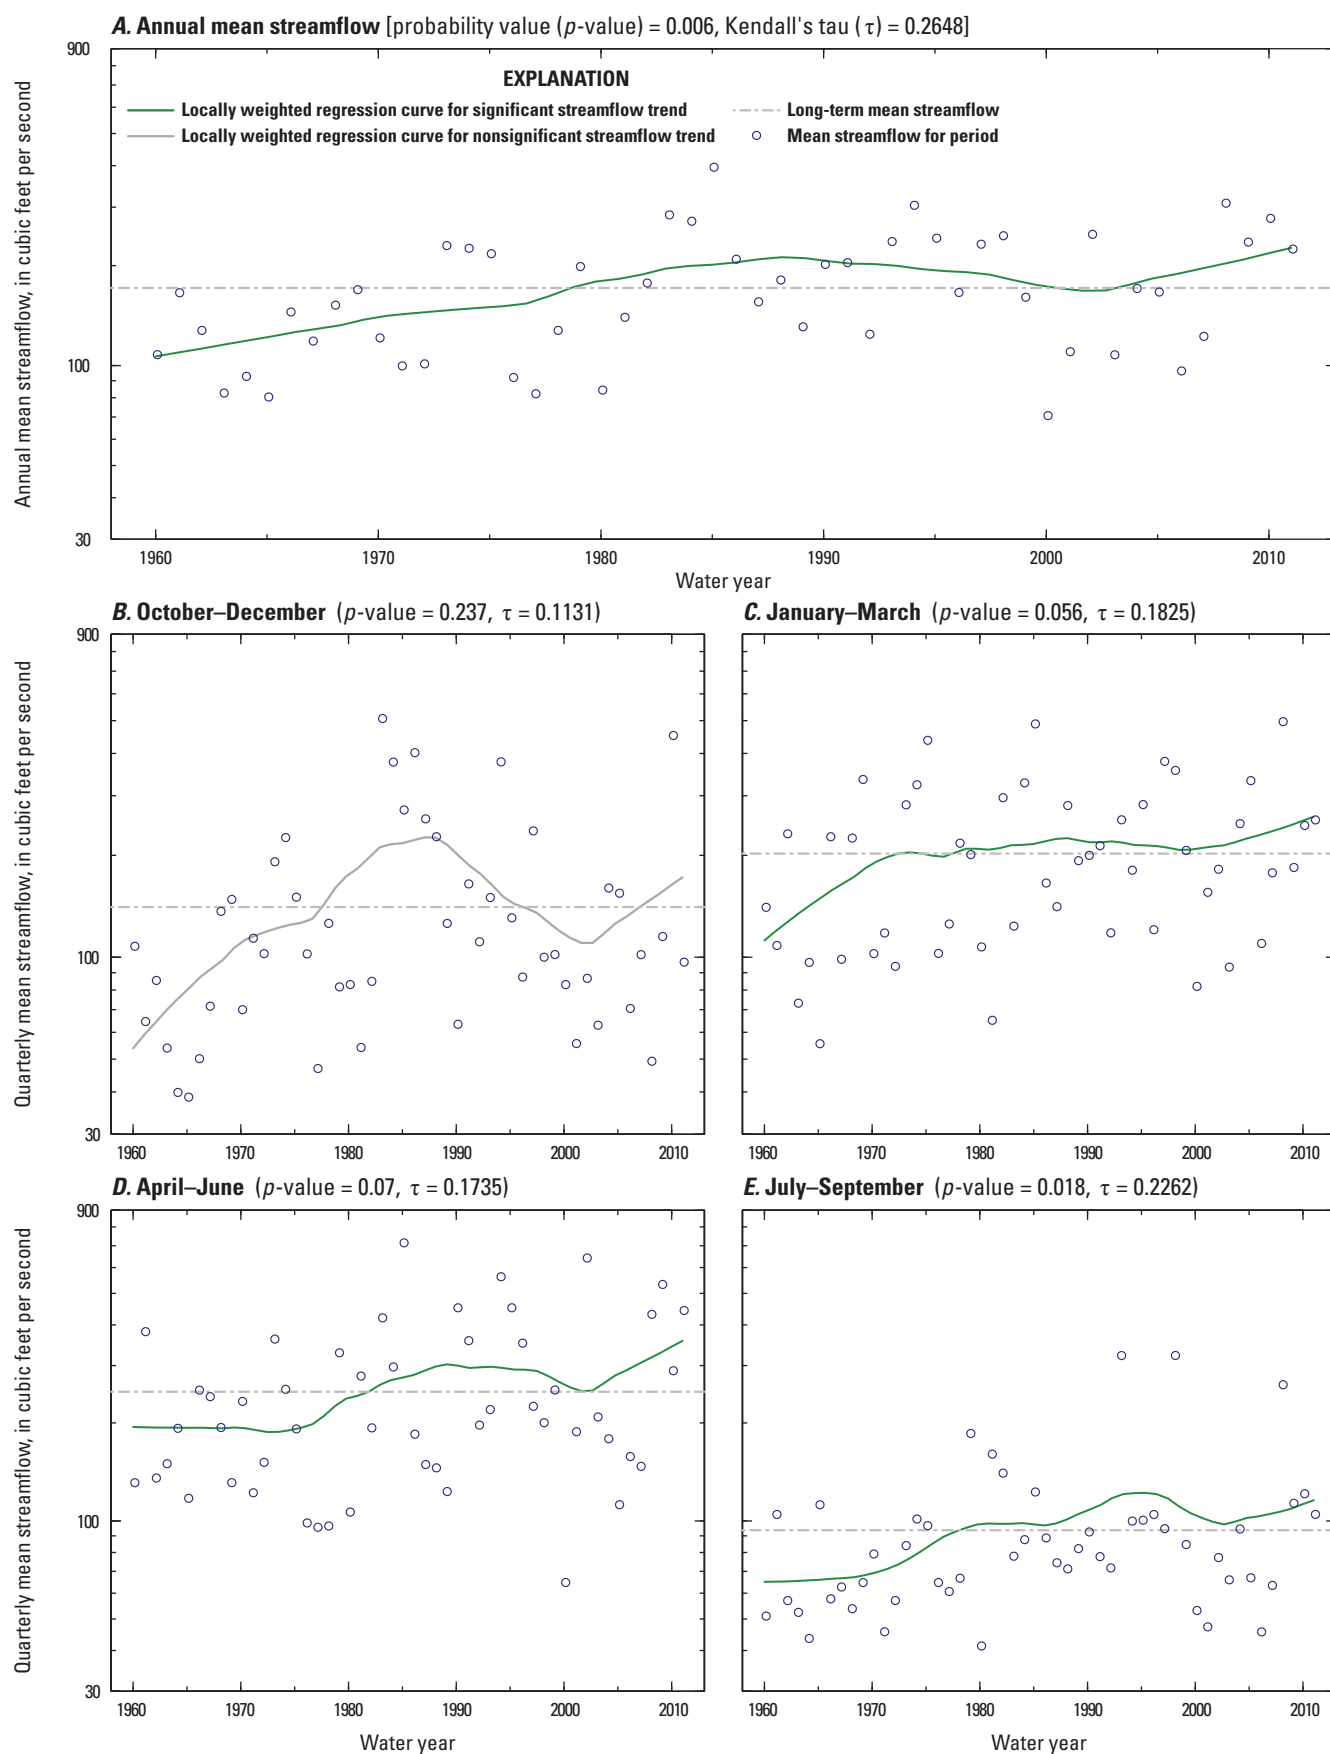 A. Annual mean streamflow [probability value (p-value) = 0.006, Kendall's tau (τ) = 0.2648]
900
EXPLANATION
Locally weighted regression curve for significant streamflow trend
Long-term mean streamflow
Locally weighted regression curve for nonsignificant streamflow trend
Mean streamflow for period
Annual mean streamflow, in cubic feet per second
100
30
1960 1970 1980 1990 2000 2010
Water year
B. October–December (p-value = 0.237, τ = 0.1131)
C. January–March (p-value = 0.056, τ = 0.1825)
900
Quarterly mean streamflow, in cubic feet per second
100
30
1960 1970 1980 1990 2000 2010
1960 1970 1980 1990 2000 2010
D. April–June (p-value = 0.07, τ = 0.1735)
E. July–September (p-value = 0.018, τ = 0.2262)
900
Quarterly mean streamflow, in cubic feet per second
100
30
1960 1970 1980 1990 2000 2010
1960 1970 1980 1990 2000 2010
Water year
Water year